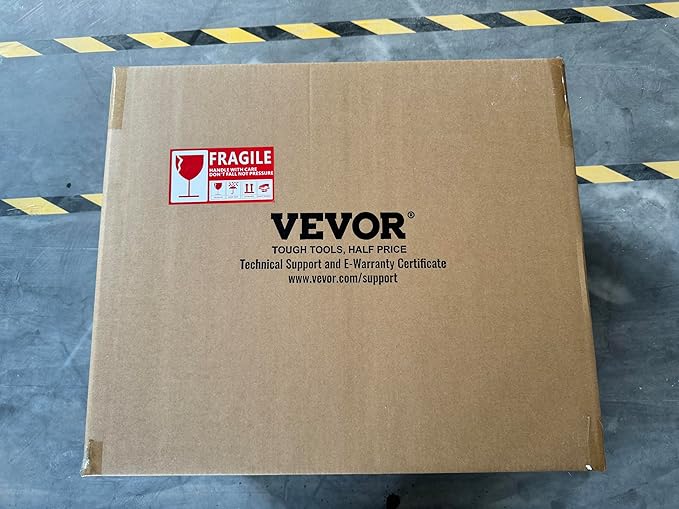 FRAGILE
HANDLE WITH CARE
DON'T FALL NOT PRESSURE
VEVOR®
TOUGH TOOLS, HALF PRICE
Technical Support and E-Warranty Certificate
www.vevor.com/support